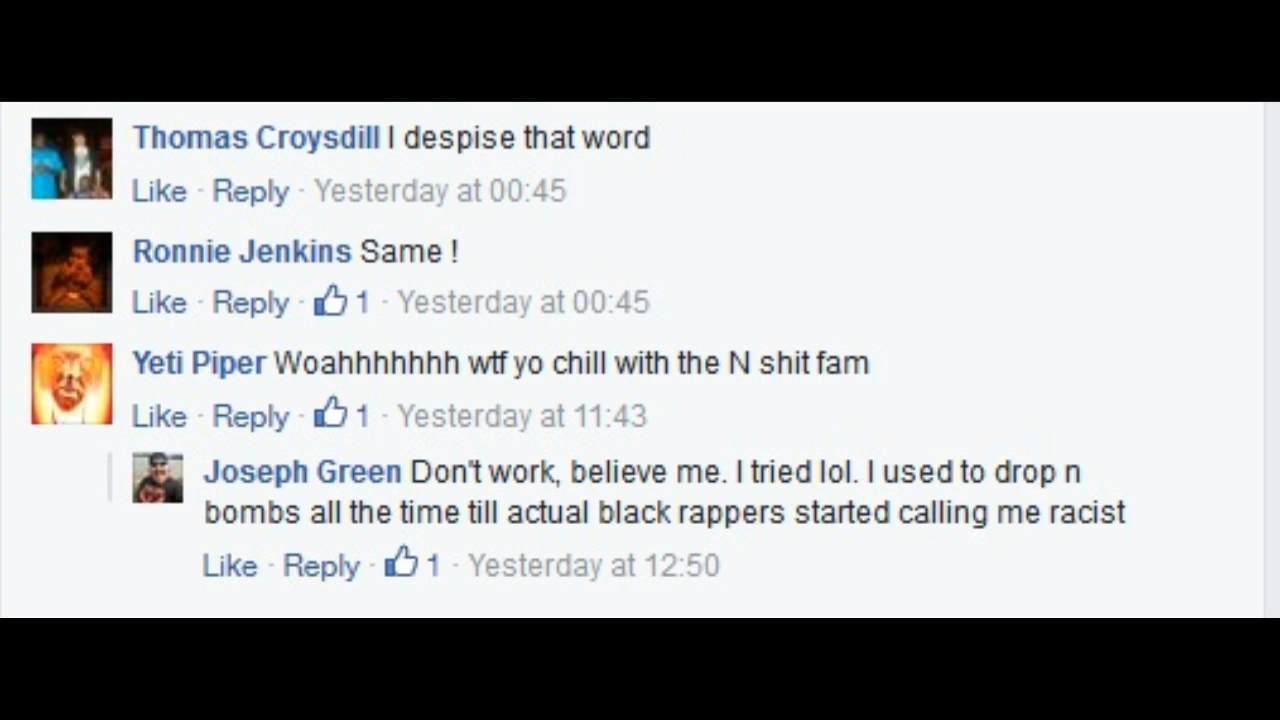 Thomas Croysdill I despise that word
Like · Reply · Yesterday at 00:45
Ronnie Jenkins Same !
Like · Reply · 1 · Yesterday at 00:45
Yeti Piper Woahhhhhhh wtf yo chill with the N shit fam
Like · Reply · 1 · Yesterday at 11:43
Joseph Green Don't work, believe me. I tried lol. I used to drop n
bombs all the time till actual black rappers started calling me racist
Like · Reply · 1 · Yesterday at 12:50